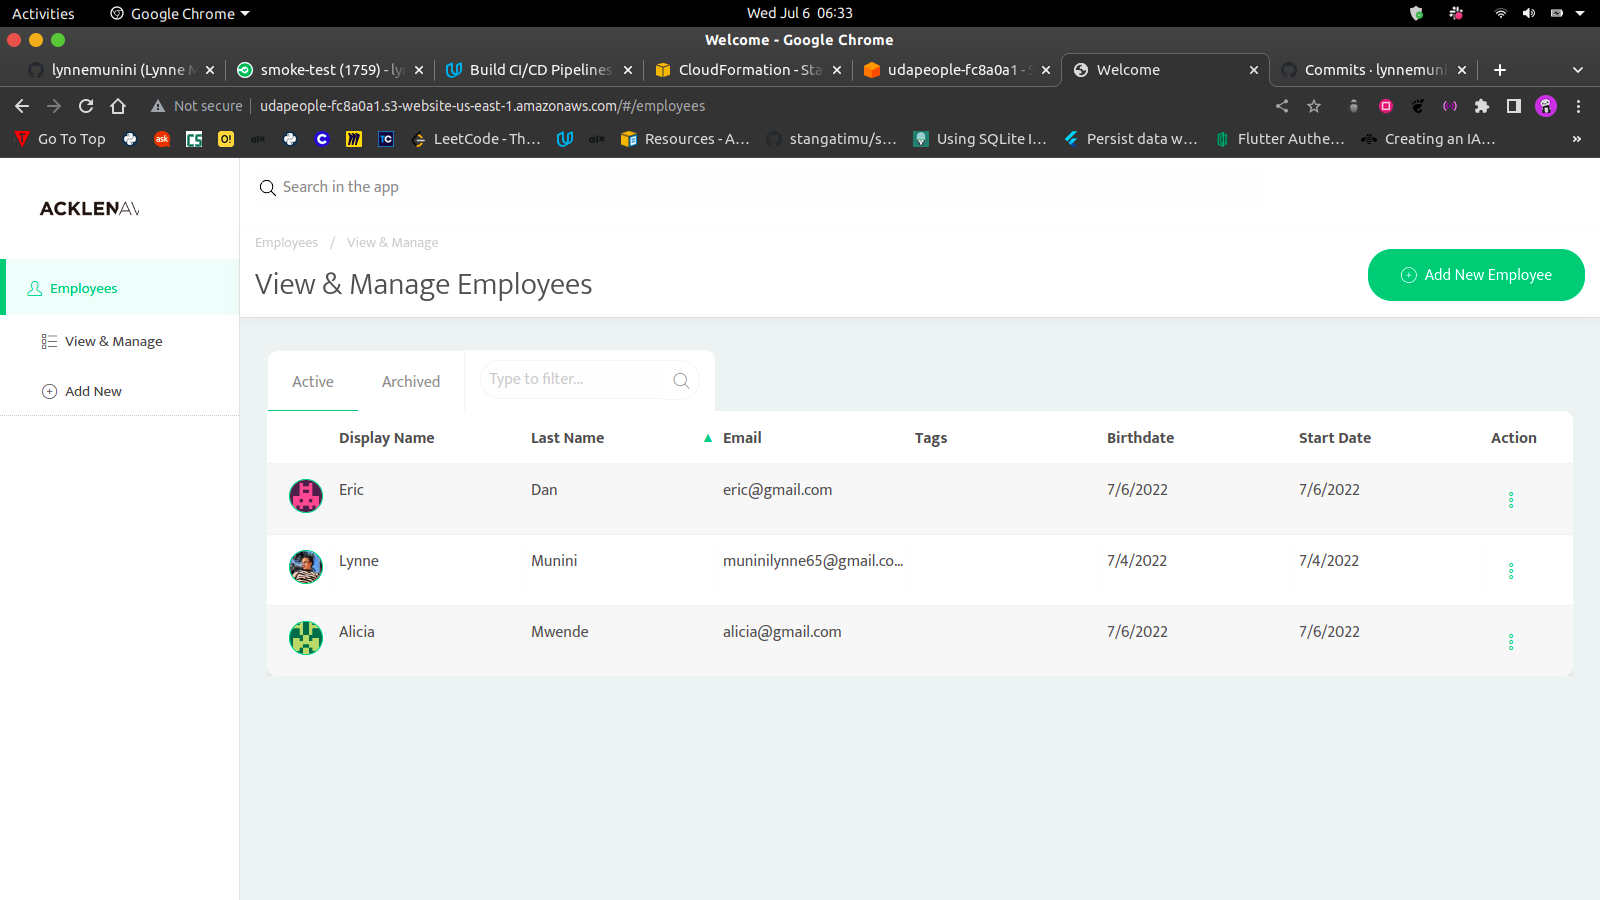 Activities Google Chrome Wed Jul 6 06:33
Welcome - Google Chrome
lynnemunini (Lynne M smoke-test (1759) - ly Build CI/CD Pipelines, CloudFormation - Sta udapeople-fc8a0a1 - S Welcome Commits · lynnemuni
Not secure udapeople-fc8a0a1.s3-website-us-east-1.amazonaws.com/#/employees
Go To Top ask CS O! alx C TC LeetCode - Th... alx Resources - A... stangatimu/s... Using SQLite I... Persist data w... Flutter Authe... Creating an IA... »
ACKLENAV
Search in the app
Employees / View & Manage
View & Manage Employees
Add New Employee
Employees
View & Manage
Add New
Active Archived Type to filter...
Display Name Last Name Email Tags Birthdate Start Date Action
Eric Dan eric@gmail.com 7/6/2022 7/6/2022
Lynne Munini muninilynne65@gmail.co... 7/4/2022 7/4/2022
Alicia Mwende alicia@gmail.com 7/6/2022 7/6/2022